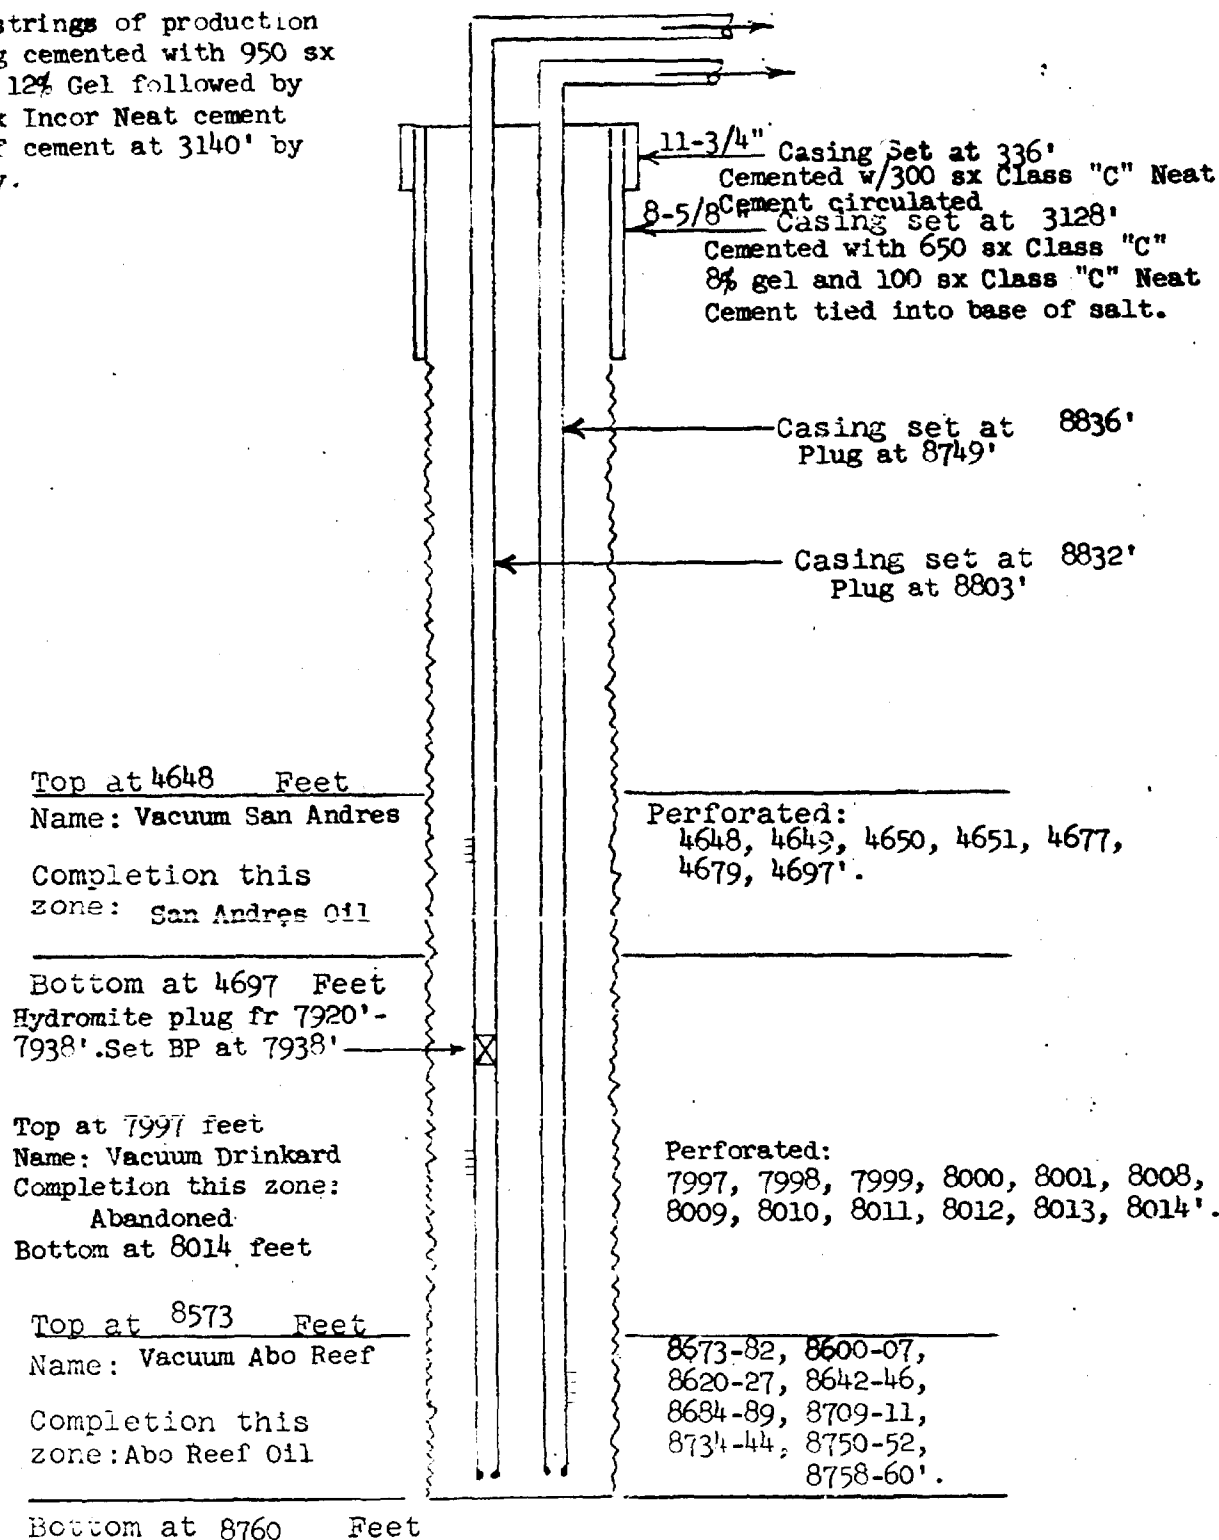 strings of production
g cemented with 950 sx
12% Gel followed by
x Incor Neat cement
f cement at 3140' by
y.
11-3/4" Casing Set at 336'
Cemented w/300 sx Class "C" Neat
Cement circulated
8-5/8" Casing set at 3128'
Cemented with 650 sx Class "C"
8% gel and 100 sx Class "C" Neat
Cement tied into base of salt.
Casing set at 8836'
Plug at 8749'
Casing set at 8832'
Plug at 8803'
Top at 4648 Feet
Name: Vacuum San Andres
Completion this
zone: San Andres Oil
Perforated:
4648, 4649, 4650, 4651, 4677,
4679, 4697'.
Bottom at 4697 Feet
Hydromite plug fr 7920'-
7938'.Set BP at 7938'
Top at 7997 feet
Name: Vacuum Drinkard
Completion this zone:
Abandoned
Bottom at 8014 feet
Perforated:
7997, 7998, 7999, 8000, 8001, 8008,
8009, 8010, 8011, 8012, 8013, 8014'.
Top at 8573 Feet
Name: Vacuum Abo Reef
Completion this
zone: Abo Reef Oil
8573-82, 8600-07,
8620-27, 8642-46,
8684-89, 8709-11,
8734-44, 8750-52,
8758-60'.
Bottom at 8760 Feet